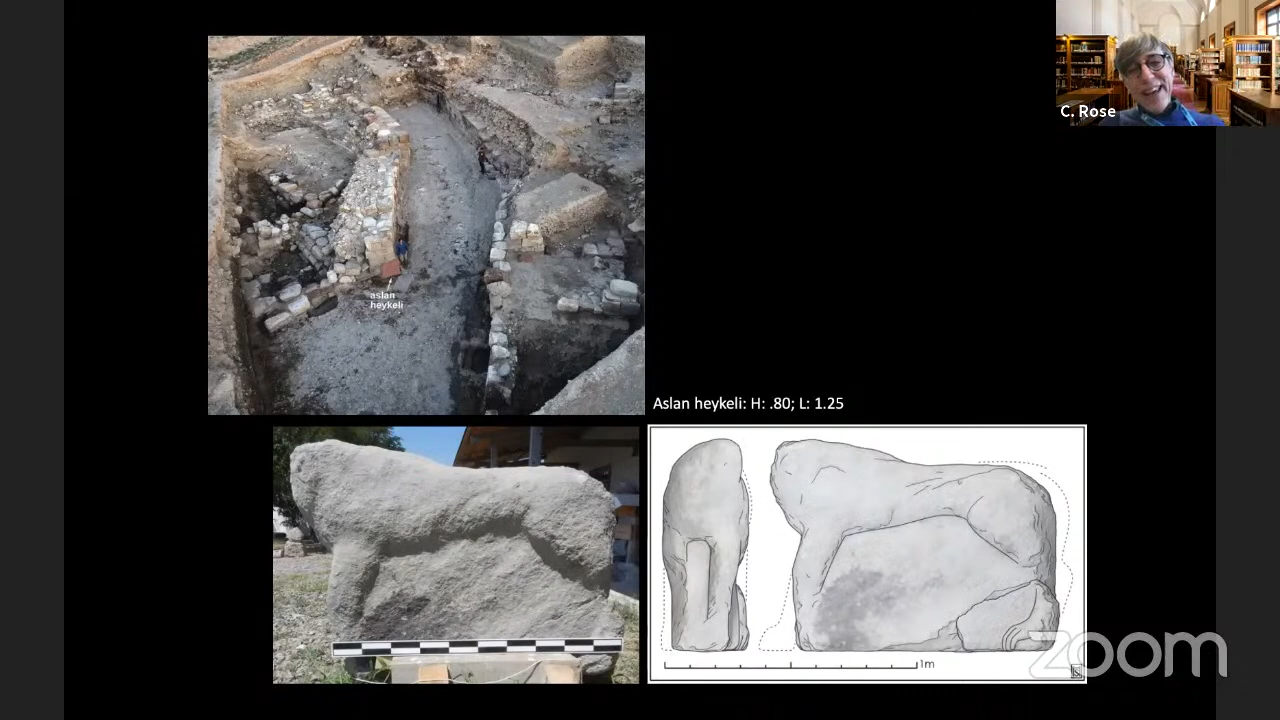 C. Rose
aslan
heykeli
Aslan heykeli: H: .80; L: 1.25
1m
zoom